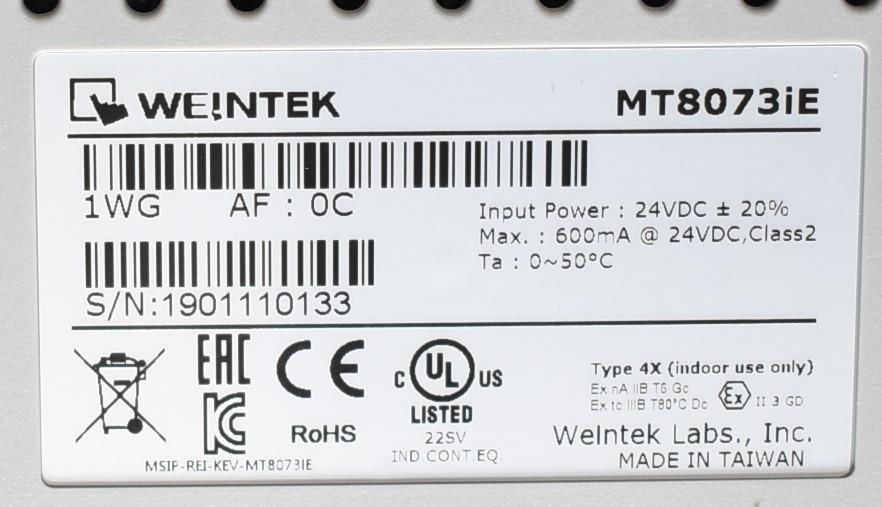 WEINTEK
MT8073iE
1WG AF : 0C
Input Power : 24VDC ± 20%
Max. : 600mA @ 24VDC,Class2
Ta : 0~50°C
S/N:1901110133
EAC CE C UL US
LISTED
Type 4X (indoor use only)
Ex nA IIB T6 Gc
Ex tc IIIB T80°C Dc Ex II 3 GD
KC RoHS
22SV
IND CONT.EQ.
MSIP-REI-KEV-MT8073IE
Weintek Labs., Inc.
MADE IN TAIWAN